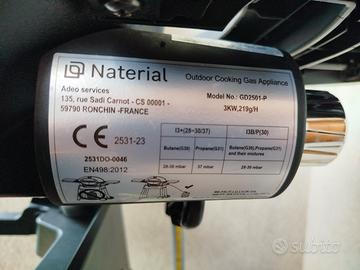 Naterial
Outdoor Cooking Gas Appliance
Adeo services
135, rue Sadi Carnot - CS 00001 -
59790 RONCHIN -FRANCE
Model No.: GD2501-P
3KW,219g/H
CE 2531-23
2531DO-0046
EN498:2012
I3+(28~30/37)
I3B/P(30)
Butane(G30)
Propane(G31)
Butane(G30),Propane(G31)
and their mixtures
28-30 mbar
37 mbar
28-30 mbar
subito